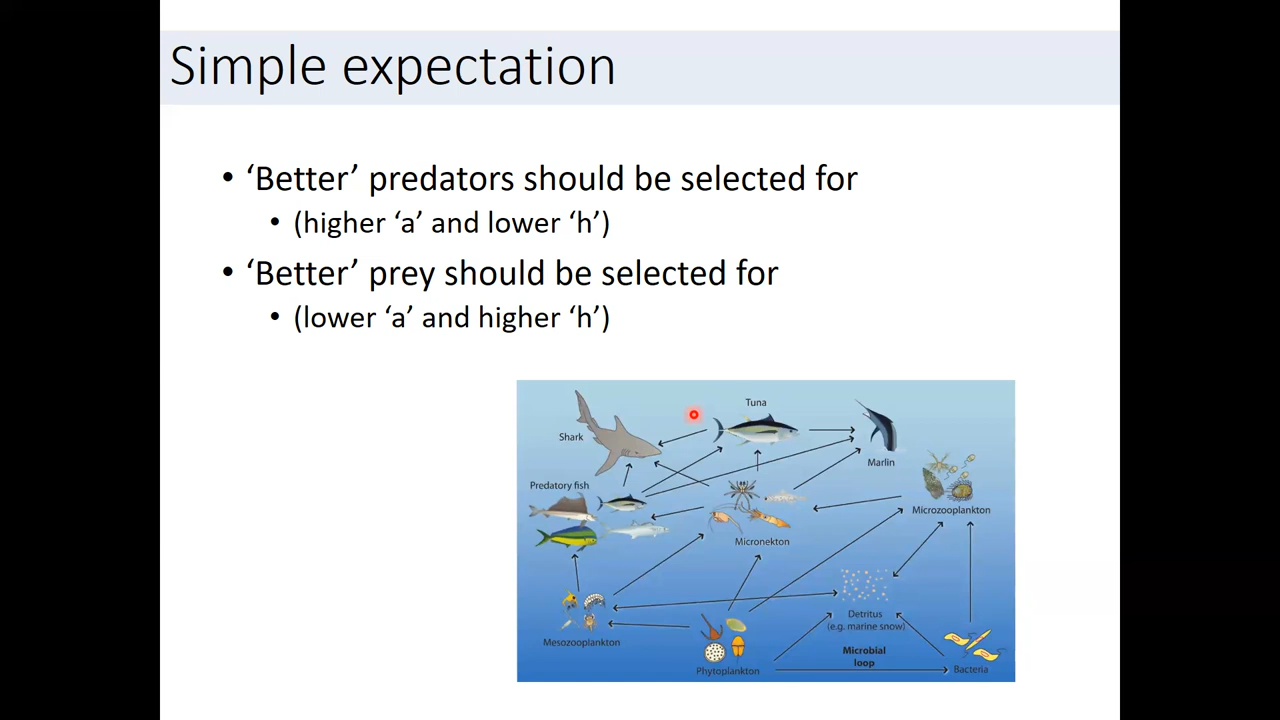 Simple expectation
• ‘Better’ predators should be selected for
• (higher ‘a’ and lower ‘h’)
• ‘Better’ prey should be selected for
• (lower ‘a’ and higher ‘h’)
Tuna
Shark
Marlin
Predatory fish
Microzooplankton
Micronekton
Detritus
(e.g. marine snow)
Mesozooplankton
Microbial
loop
Phytoplankton
Bacteria